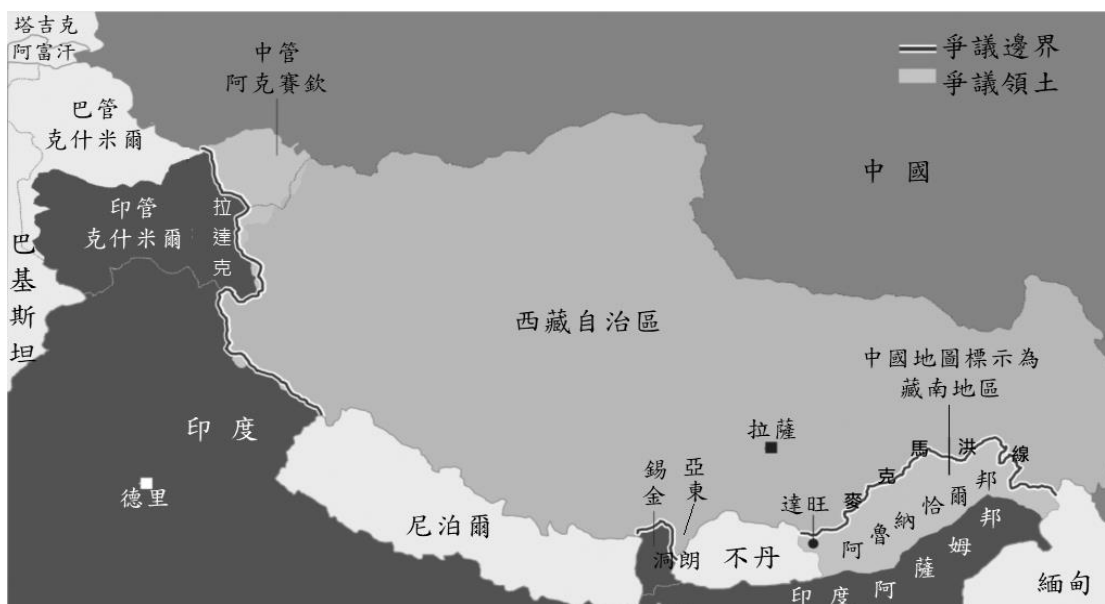 塔吉克
阿富汗
中管
阿克賽欽
爭議邊界
爭議領土
巴管
克什米爾
中國
印管
克什米爾
拉達克
巴基斯坦
西藏自治區
中國地圖標示為
藏南地區
印度
德里
拉薩
麥克馬洪線
錫金
亞東
達旺
尼泊爾
洞朗
不丹
阿魯納恰爾邦
印度阿薩姆邦
緬甸